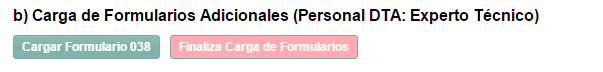 b) Carga de Formularios Adicionales (Personal DTA: Experto Técnico)
Cargar Formulario 038 Finaliza Carga de Formularios